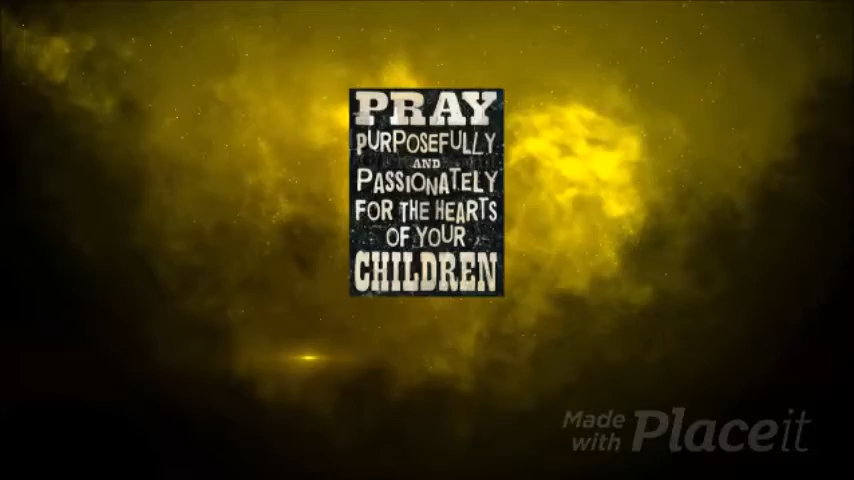 PRAY
PURPOSEFULLY
AND
PASSIONATELY
FOR THE HEARTS
OF YOUR
CHILDREN
Made
with Placeit